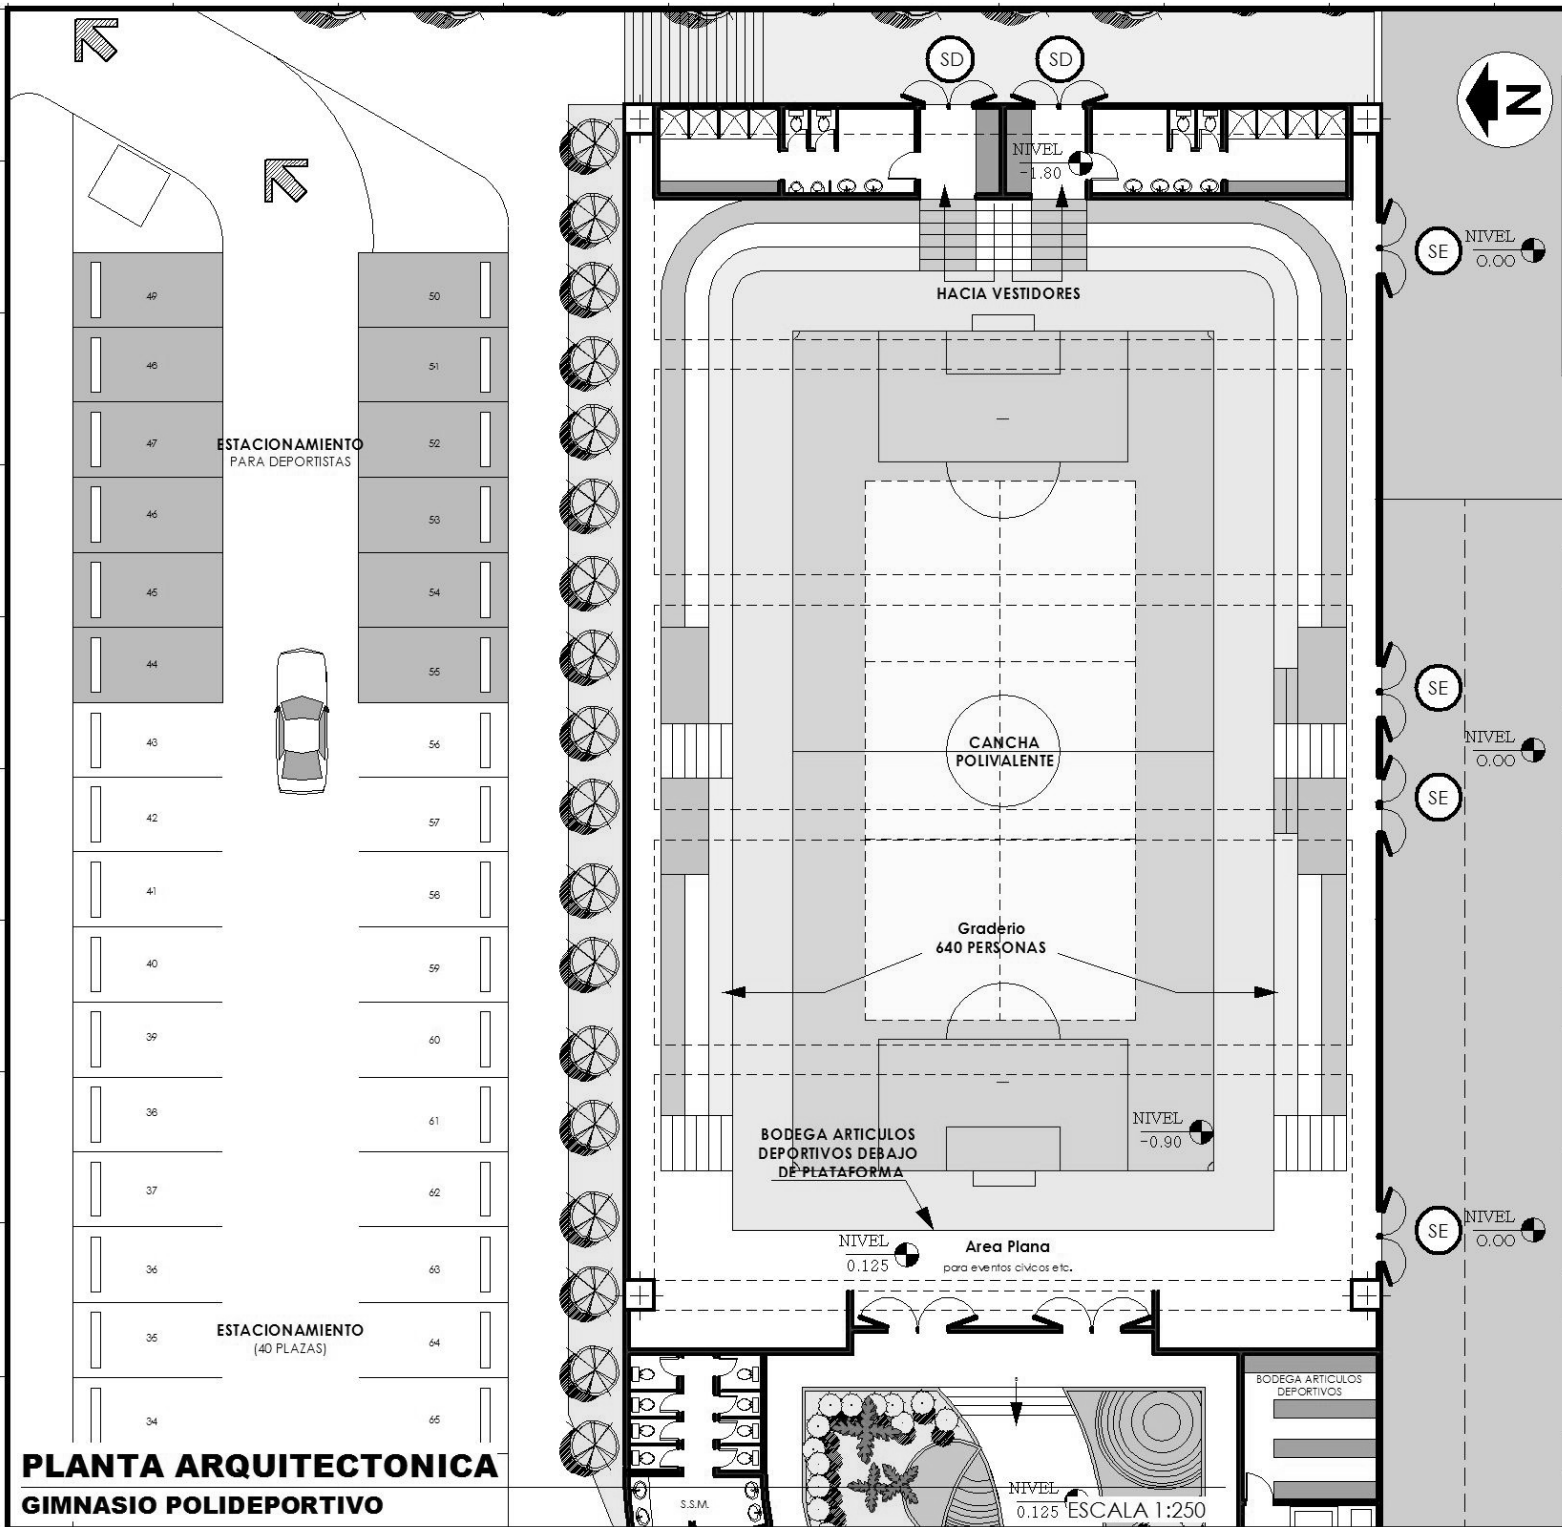 SD
SD
N
NIVEL
-1.80
SE
NIVEL
0.00
HACIA VESTIDORES
49
50
48
51
47
52
ESTACIONAMIENTO
PARA DEPORTISTAS
46
53
45
54
44
55
43
56
42
57
41
58
40
59
39
60
38
61
37
62
36
63
35
64
34
65
SE
NIVEL
0.00
SE
CANCHA
POLIVALENTE
Graderio
640 PERSONAS
BODEGA ARTICULOS
DEPORTIVOS DEBAJO
DE PLATAFORMA
NIVEL
-0.90
SE
NIVEL
0.00
NIVEL
0.125
Area Plana
para eventos civicos etc.
ESTACIONAMIENTO
(40 PLAZAS)
BODEGA ARTICULOS
DEPORTIVOS
S.S.M.
NIVEL
0.125
ESCALA 1:250
PLANTA ARQUITECTONICA
GIMNASIO POLIDEPORTIVO